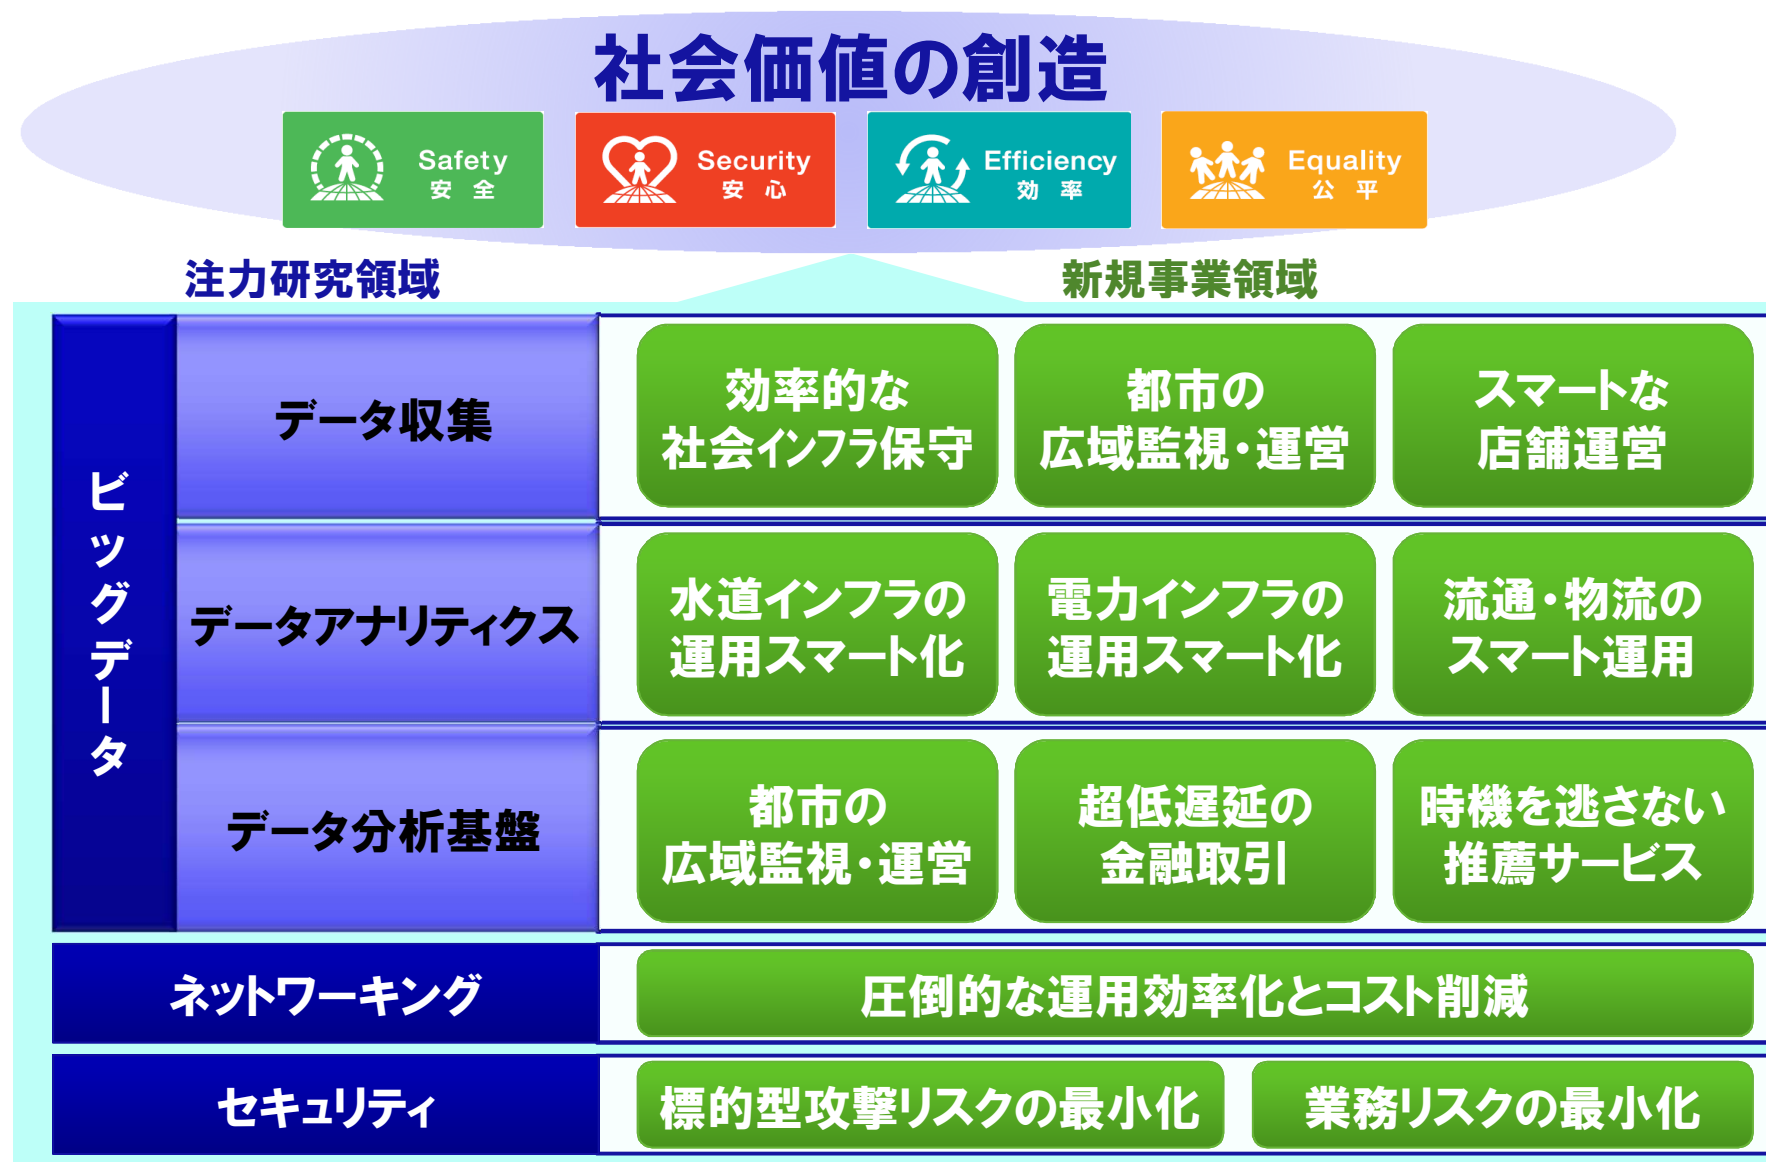 社会価値の創造
Safety
安 全
Security
安 心
Efficiency
効 率
Equality
公 平
注力研究領域
新規事業領域
ビッグデータ
データ収集
効率的な
社会インフラ保守
都市の
広域監視・運営
スマートな
店舗運営
データアナリティクス
水道インフラの
運用スマート化
電力インフラの
運用スマート化
流通・物流の
スマート運用
データ分析基盤
都市の
広域監視・運営
超低遅延の
金融取引
時機を逃さない
推薦サービス
ネットワーキング
圧倒的な運用効率化とコスト削減
セキュリティ
標的型攻撃リスクの最小化
業務リスクの最小化